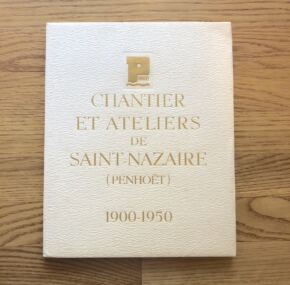 P
CHANTIER
ET ATELIERS
DE
SAINT-NAZAIRE
(PENHOËT)
1900-1950